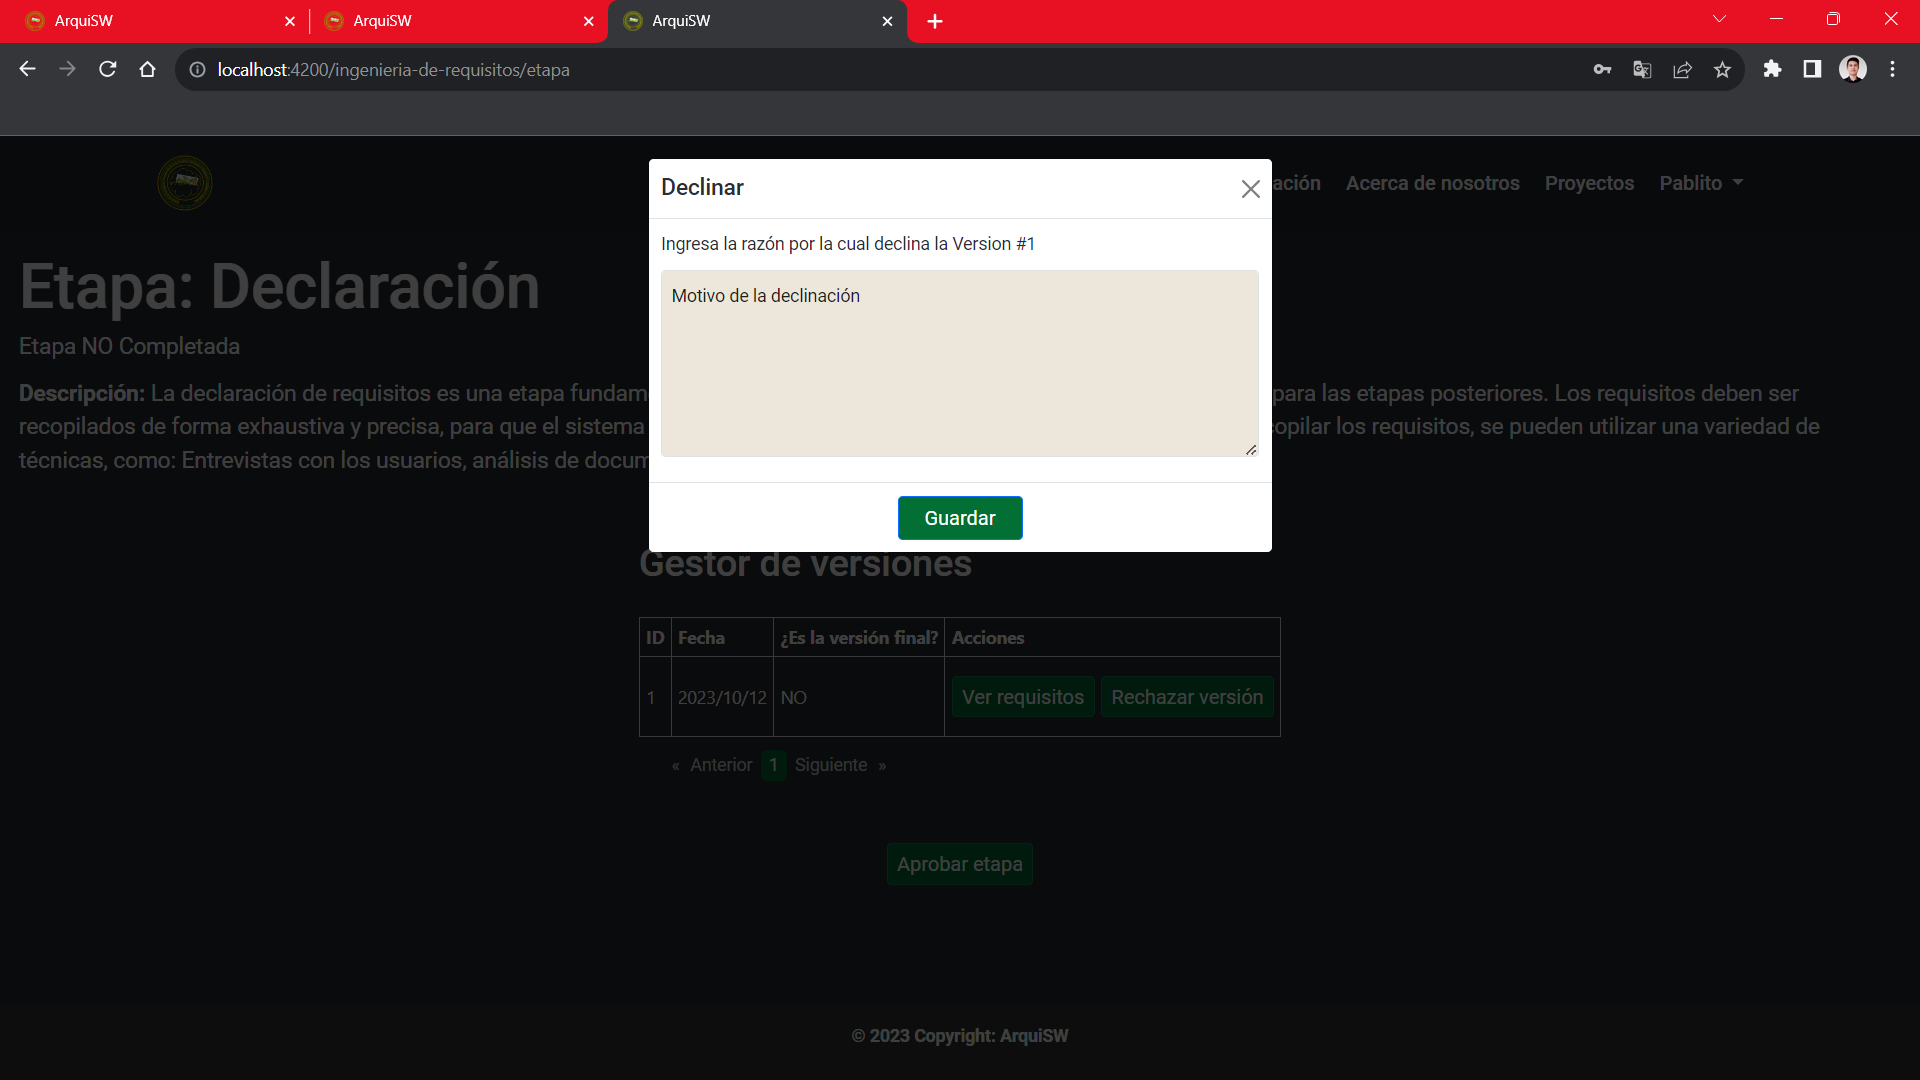 ArquiSW
ArquiSW
ArquiSW
localhost:4200/ingenieria-de-requisitos/etapa
ación Acerca de nosotros Proyectos Pablito
Declinar
Ingresa la razón por la cual declina la Version #1
Motivo de la declinación
Guardar
Etapa: Declaración
Etapa NO Completada
Descripción: La declaración de requisitos es una etapa fundam para las etapas posteriores. Los requisitos deben ser
recopilados de forma exhaustiva y precisa, para que el sistema copilar los requisitos, se pueden utilizar una variedad de
técnicas, como: Entrevistas con los usuarios, análisis de docum
Gestor de versiones
ID Fecha ¿Es la versión final? Acciones
1 2023/10/12 NO Ver requisitos Rechazar versión
« Anterior 1 Siguiente »
Aprobar etapa
© 2023 Copyright: ArquiSW